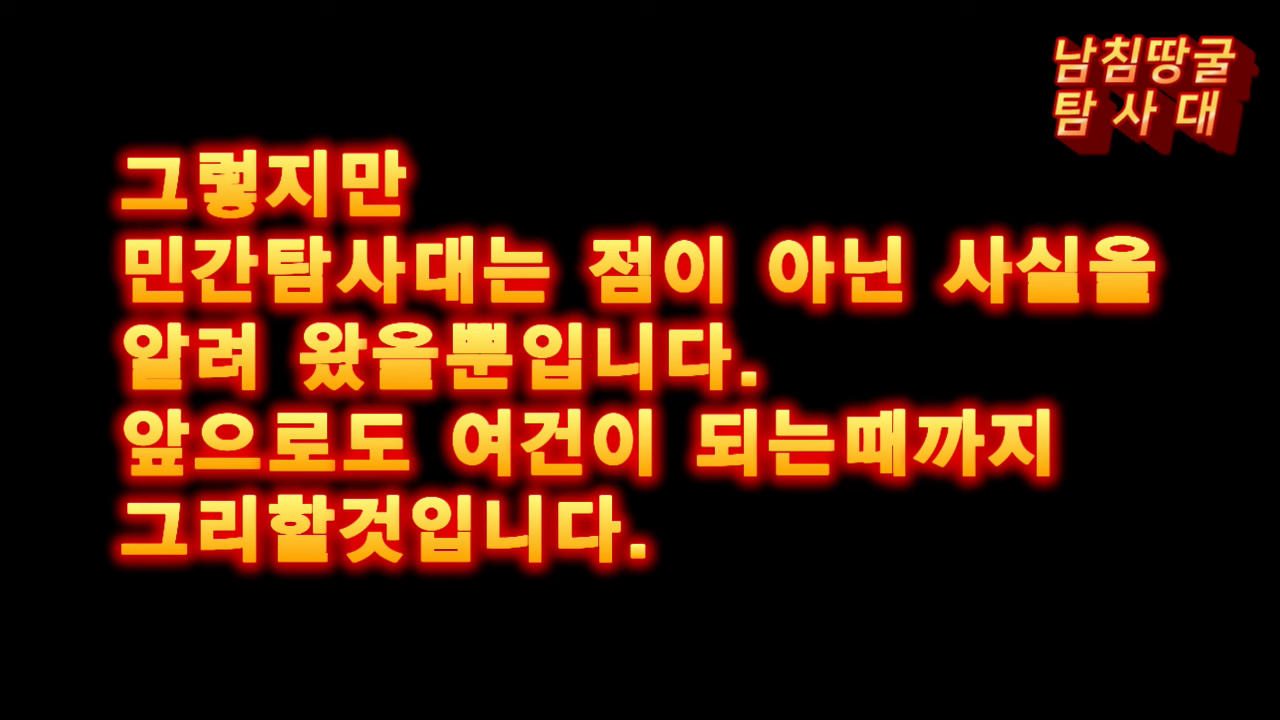 남침땅굴
탐사대
그렇지만
민간탐사대는 점이 아닌 사실을
알려 왔을뿐입니다.
앞으로도 여건이 되는때까지
그리할것입니다.